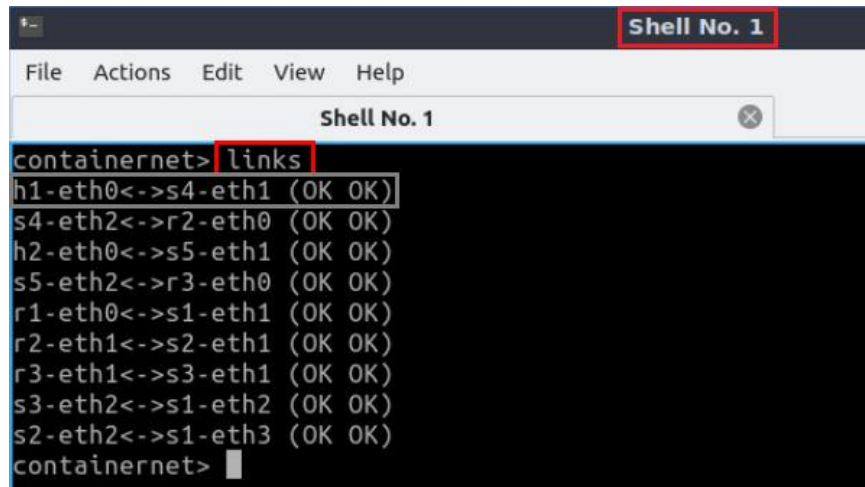 Shell No. 1
File Actions Edit View Help
Shell No. 1
containernet> links
h1-eth0<->s4-eth1 (OK OK)
s4-eth2<->r2-eth0 (OK OK)
h2-eth0<->s5-eth1 (OK OK)
s5-eth2<->r3-eth0 (OK OK)
r1-eth0<->s1-eth1 (OK OK)
r2-eth1<->s2-eth1 (OK OK)
r3-eth1<->s3-eth1 (OK OK)
s3-eth2<->s1-eth2 (OK OK)
s2-eth2<->s1-eth3 (OK OK)
containernet>